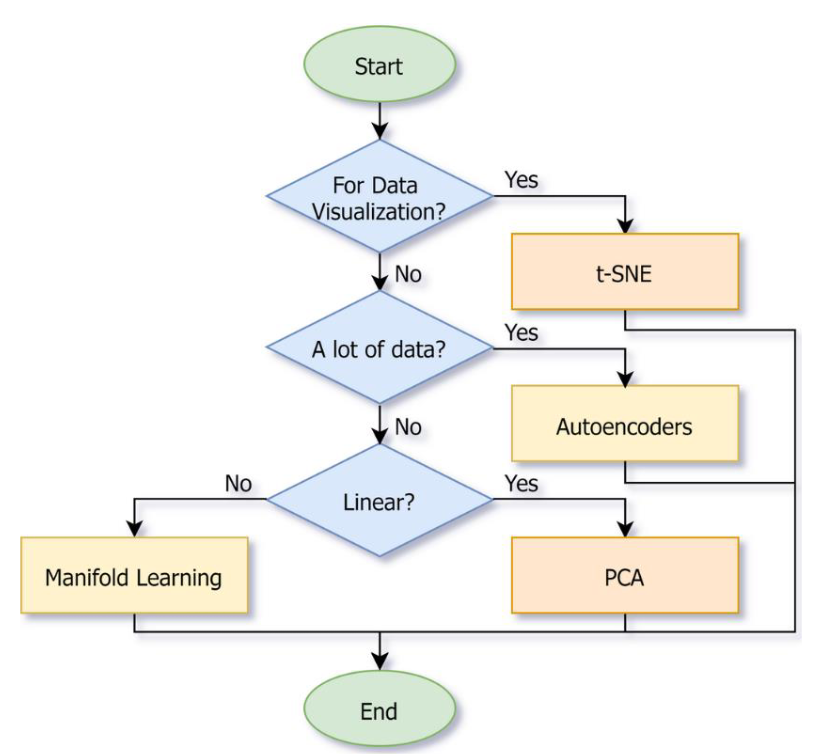 Start
For Data
Visualization?
Yes
t-SNE
No
A lot of data?
Yes
Autoencoders
No
Linear?
No
Yes
Manifold Learning
PCA
End